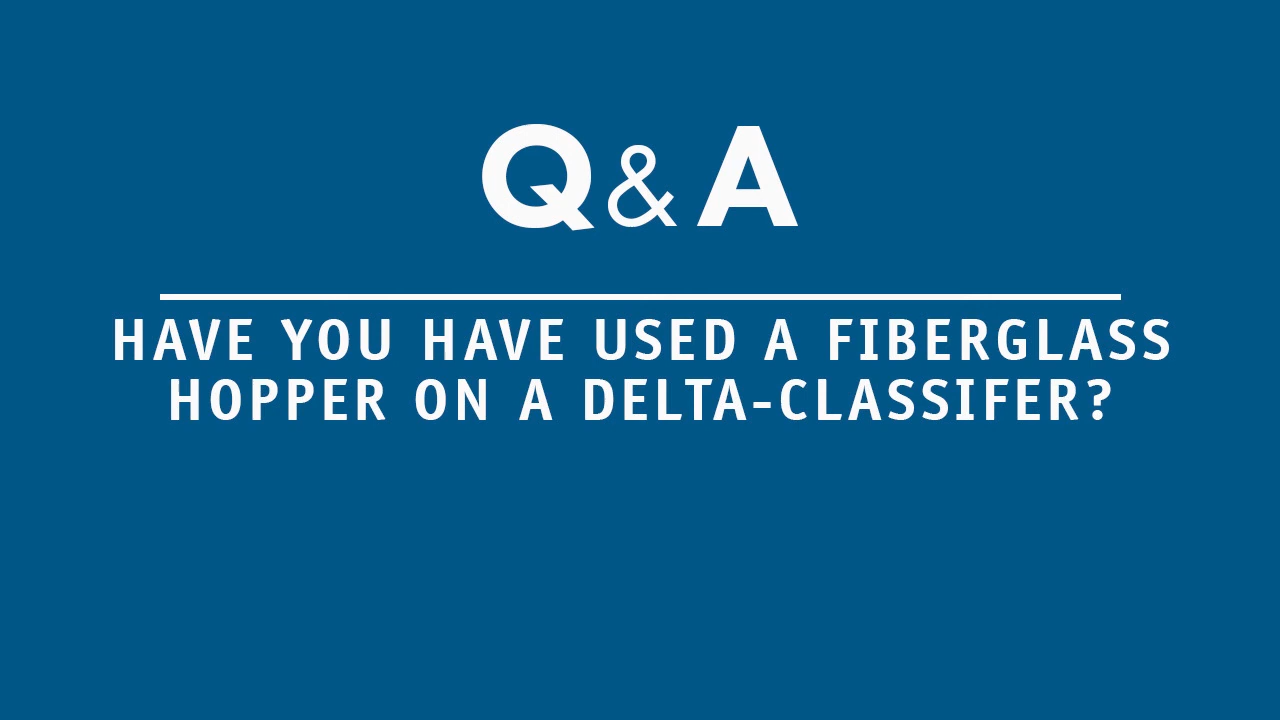 Q & A
HAVE YOU HAVE USED A FIBERGLASS
HOPPER ON A DELTA-CLASSIFER?